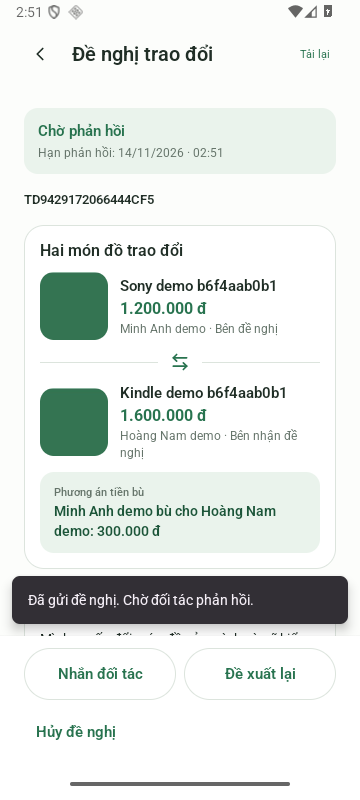 2:51
Đề nghị trao đổi
Tải lại
Chờ phản hồi
Hạn phản hồi: 14/11/2026 · 02:51
TD9429172066444CF5
Hai món đồ trao đổi
Sony demo b6f4aab0b1
1.200.000 đ
Minh Anh demo · Bên đề nghị
Kindle demo b6f4aab0b1
1.600.000 đ
Hoàng Nam demo · Bên nhận đề
nghị
Phương án tiền bù
Minh Anh demo bù cho Hoàng Nam
demo: 300.000 đ
Đã gửi đề nghị. Chờ đối tác phản hồi.
Nhắn đối tác
Đề xuất lại
Hủy đề nghị